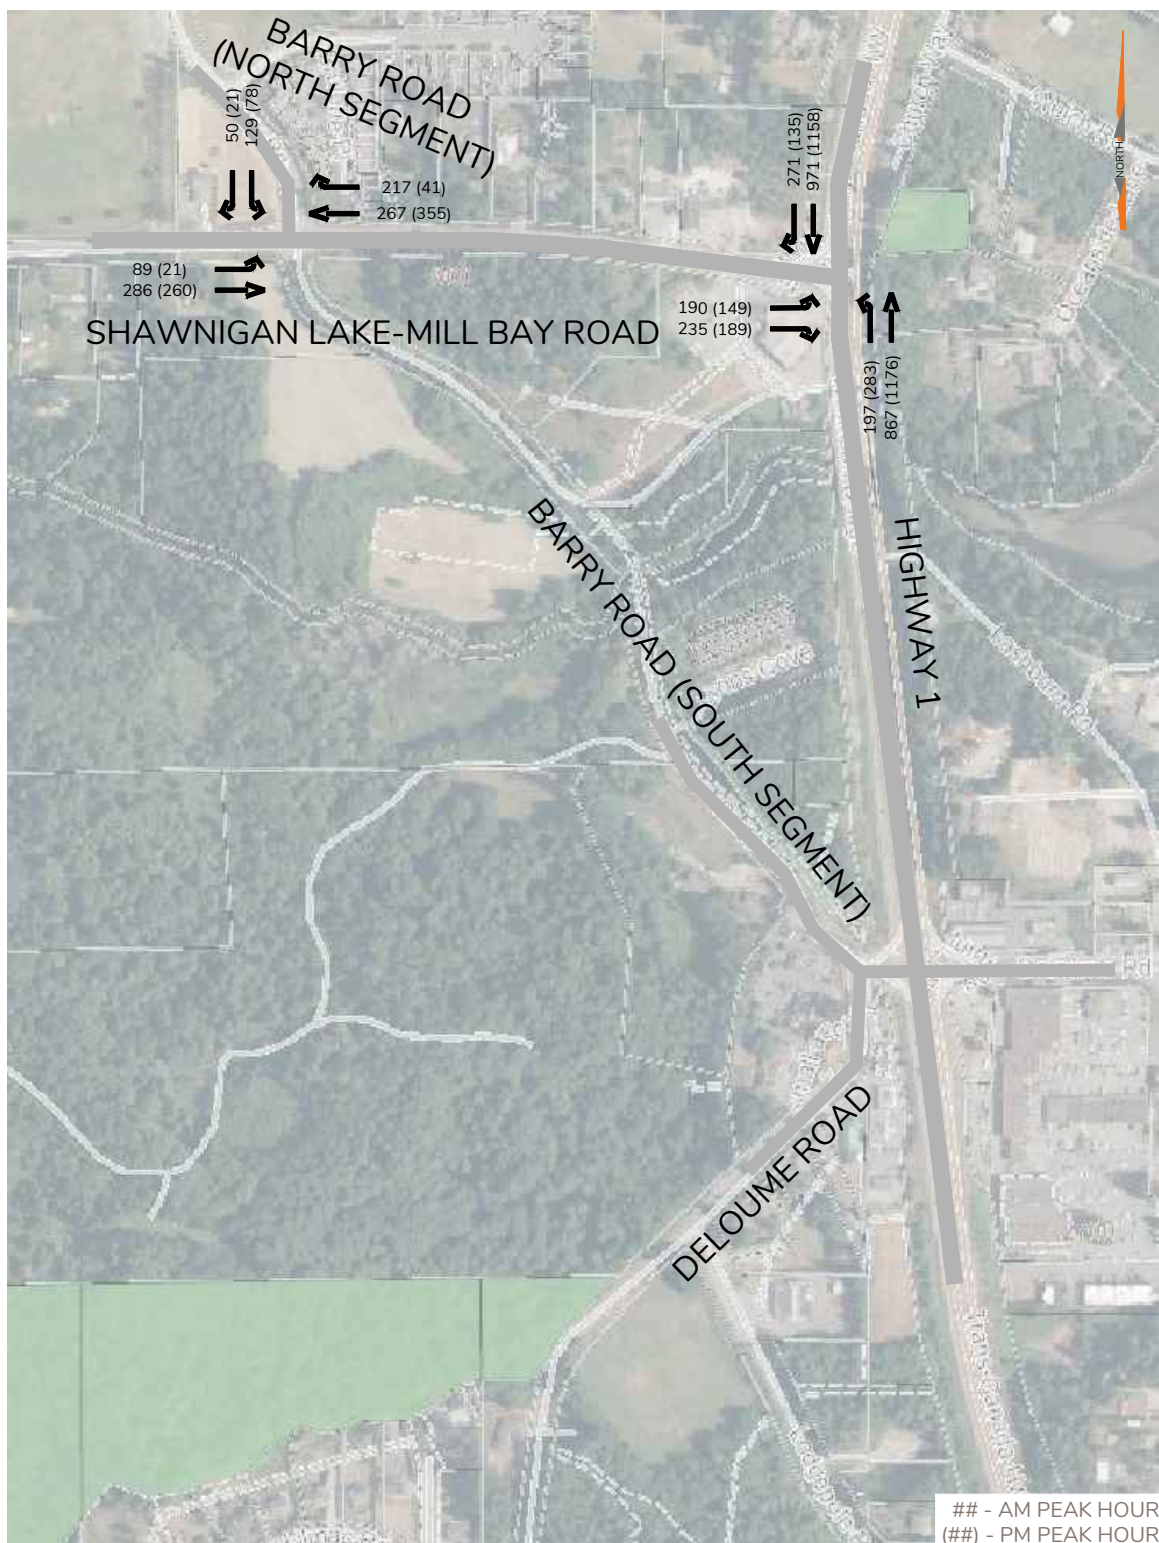 BARRY ROAD
(NORTH SEGMENT)
50 (21)
129 (78)
217 (41)
267 (355)
271 (135)
971 (1158)
NORTH
89 (21)
286 (260)
SHAWNIGAN LAKE-MILL BAY ROAD
190 (149)
235 (189)
197 (283)
867 (1176)
BARRY ROAD (SOUTH SEGMENT)
HIGHWAY 1
DELOUME ROAD
## - AM PEAK HOUR
(##) - PM PEAK HOUR